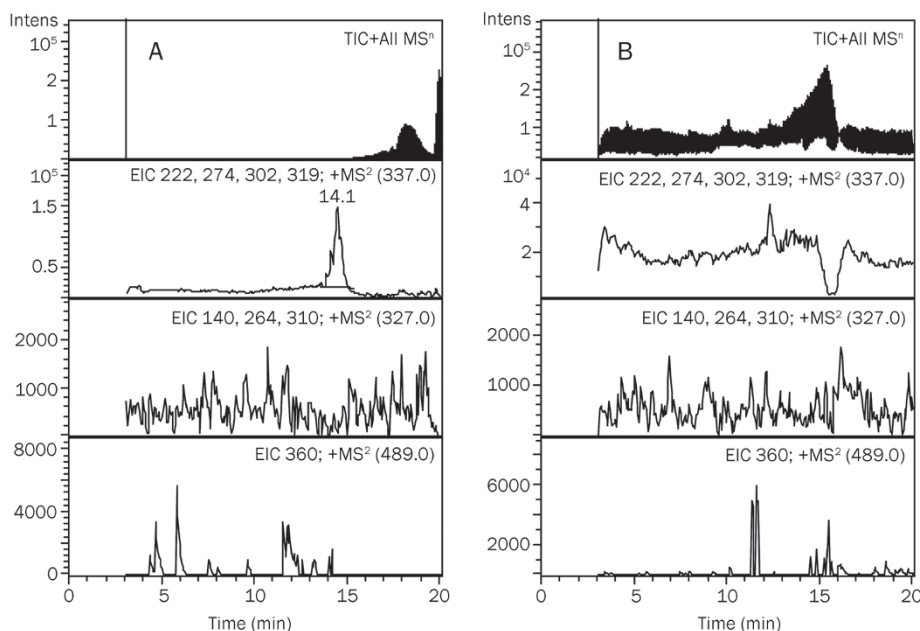 Intens
10⁵
2
1
A
TIC+All MSⁿ
10⁵
1.5
0.5
EIC 222, 274, 302, 319; +MS² (337.0)
14.1
2000
1000
EIC 140, 264, 310; +MS² (327.0)
8000
4000
0
EIC 360; +MS² (489.0)
0 5 10 15 20
Time (min)
Intens
10⁵
2
1
B
TIC+All MSⁿ
10⁴
4
2
EIC 222, 274, 302, 319; +MS² (337.0)
2000
1000
EIC 140, 264, 310; +MS² (327.0)
6000
2000
EIC 360; +MS² (489.0)
0 5 10 15 20
Time (min)